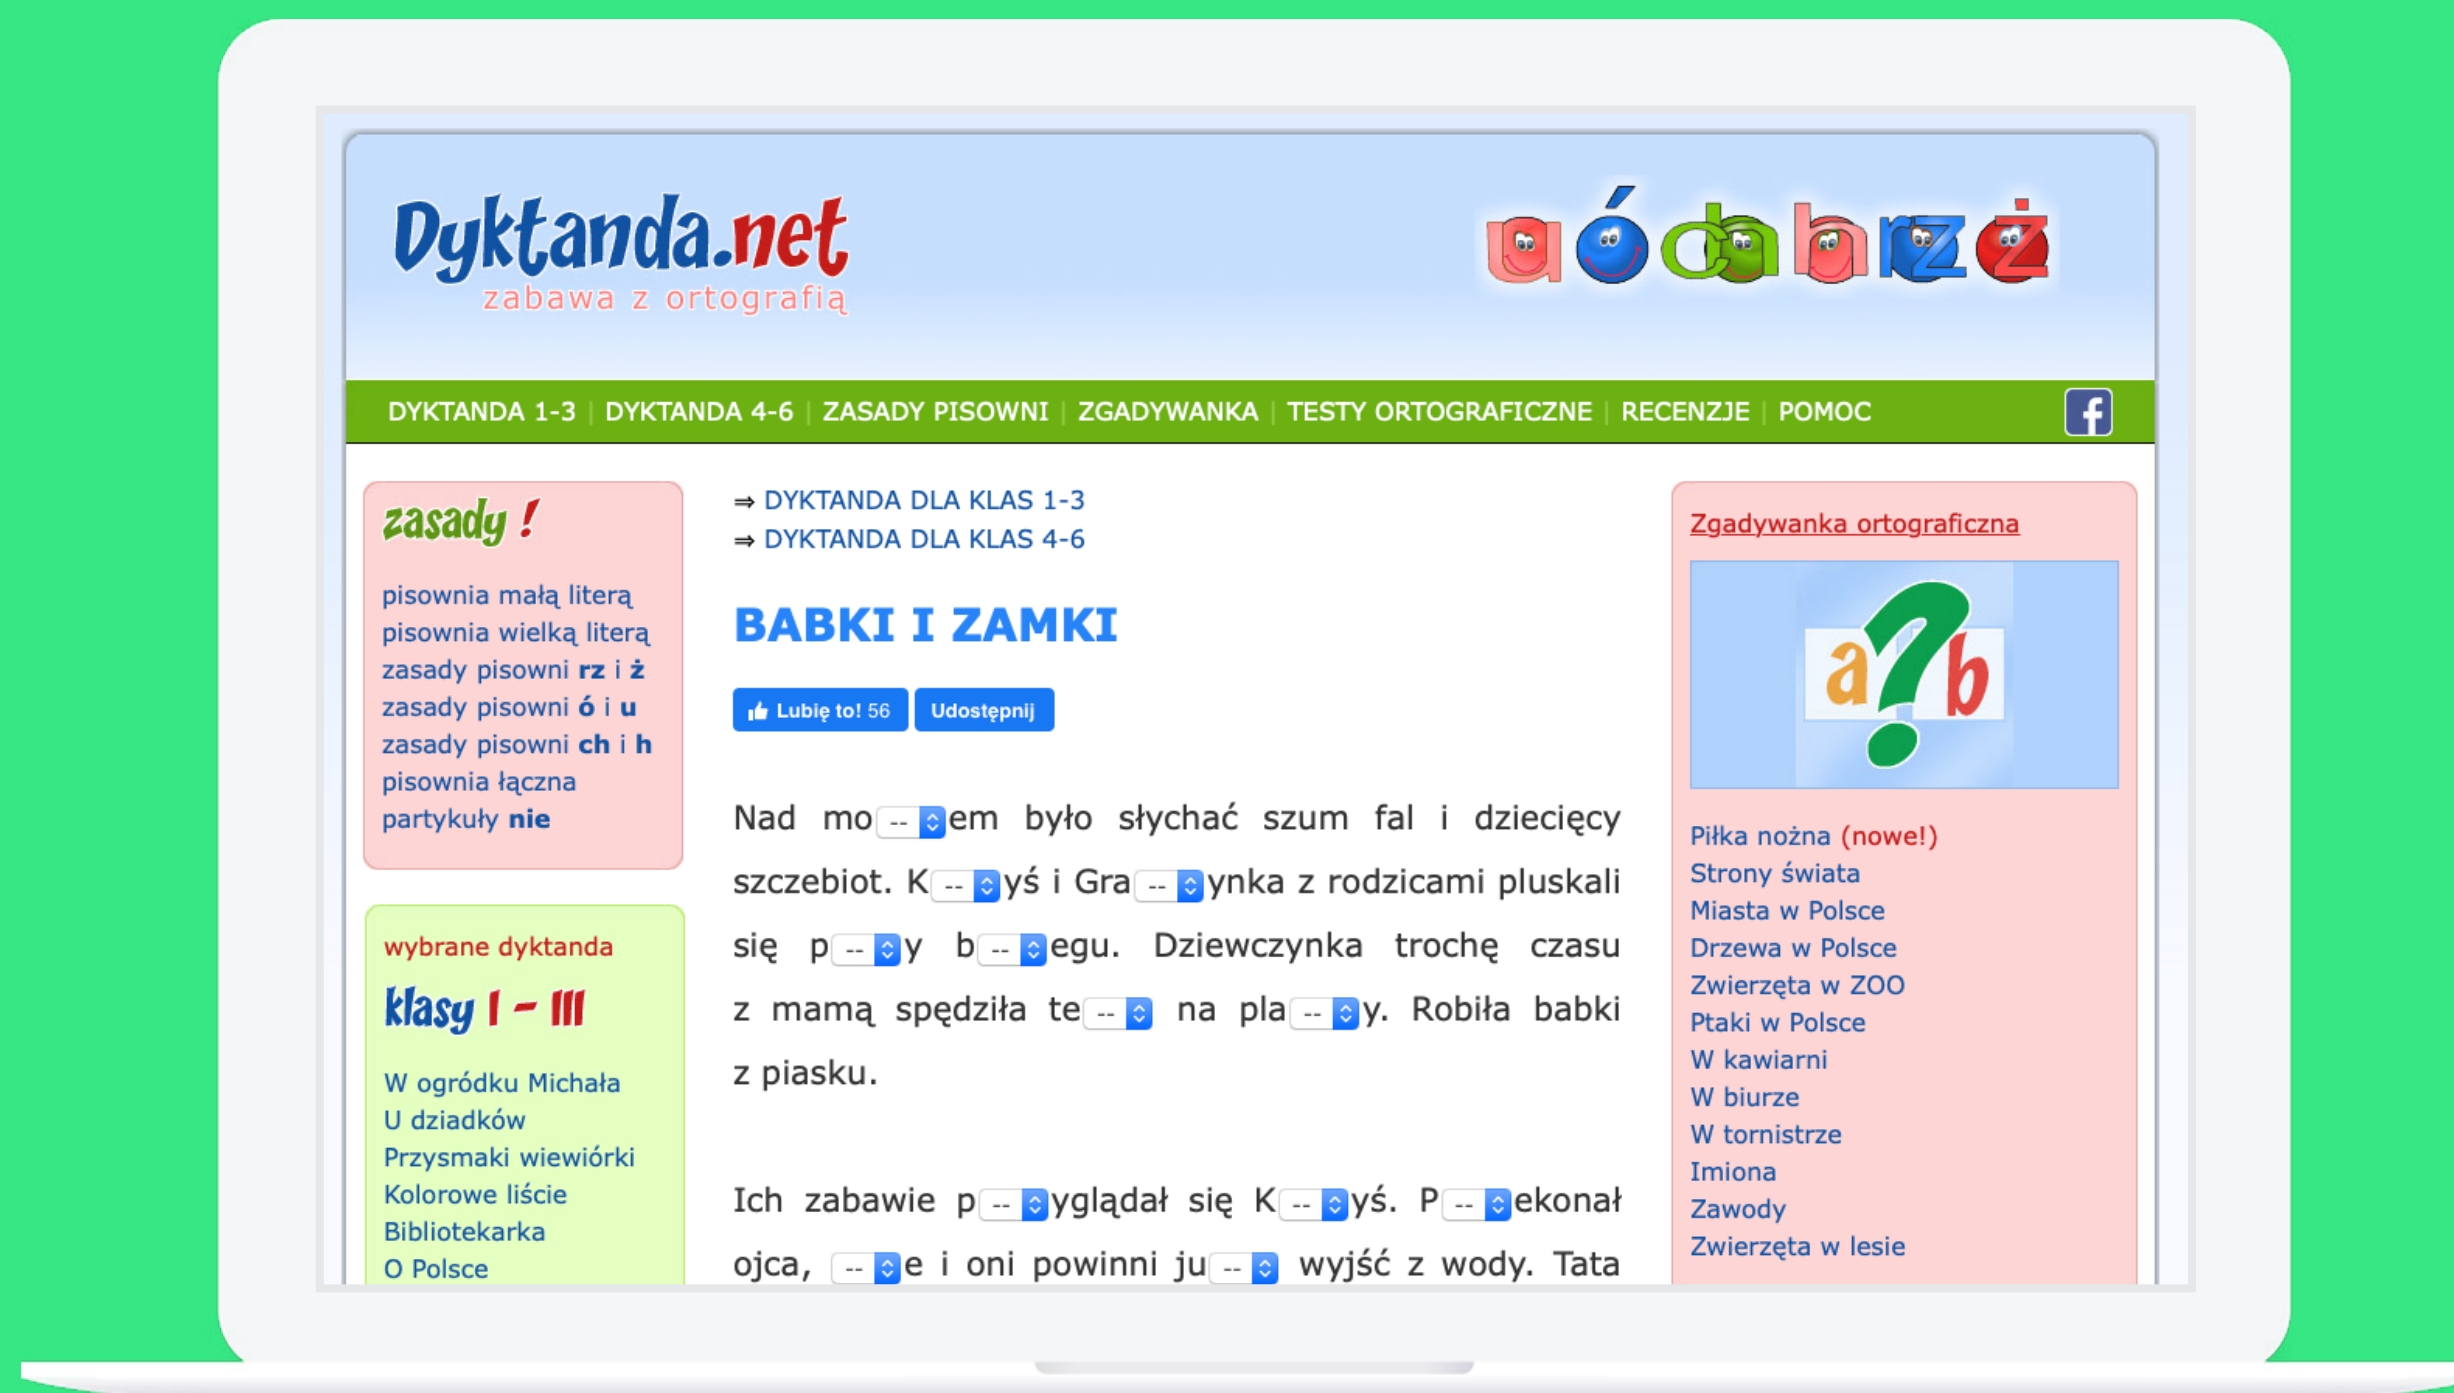 Dyktanda.net
zabawa z ortografią
u ó ch h rz ż
DYKTANDA 1-3 | DYKTANDA 4-6 | ZASADY PISOWNI | ZGADYWANKA | TESTY ORTOGRAFICZNE | RECENZJE | POMOC
f
zasady !
pisownia małą literą
pisownia wielką literą
zasady pisowni rz i ż
zasady pisowni ó i u
zasady pisowni ch i h
pisownia łączna
partykuły nie
wybrane dyktanda
klasy I - III
W ogródku Michała
U dziadków
Przysmaki wiewiórki
Kolorowe liście
Bibliotekarka
O Polsce
⇒ DYKTANDA DLA KLAS 1-3
⇒ DYKTANDA DLA KLAS 4-6
BABKI I ZAMKI
Lubię to! 56 Udostępnij
Nad mo -- em było słychać szum fal i dziecięcy
szczebiot. K -- yś i Gra -- ynka z rodzicami pluskali
się p -- y b -- egu. Dziewczynka trochę czasu
z mamą spędziła te -- na pla -- y. Robiła babki
z piasku.
Ich zabawie p -- yglądał się K -- yś. P -- ekonał
ojca, -- e i oni powinni ju -- wyjść z wody. Tata
Zgadywanka ortograficzna
a?b
Piłka nożna (nowe!)
Strony świata
Miasta w Polsce
Drzewa w Polsce
Zwierzęta w ZOO
Ptaki w Polsce
W kawiarni
W biurze
W tornistrze
Imiona
Zawody
Zwierzęta w lesie